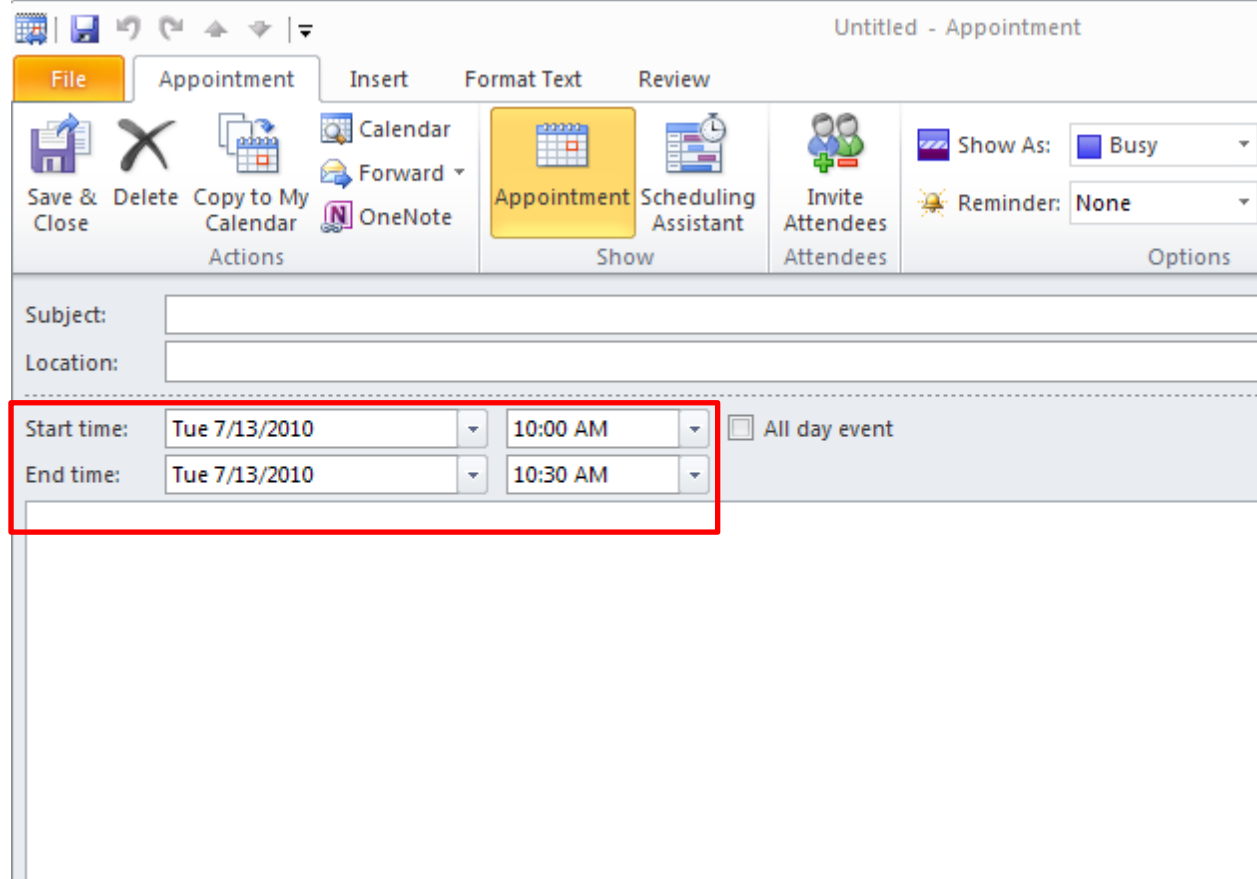 Untitled - Appointment
File Appointment Insert Format Text Review
Save & Close
Delete
Copy to My Calendar
Calendar
Forward
OneNote
Actions
Appointment
Scheduling Assistant
Show
Invite Attendees
Attendees
Show As: Busy
Reminder: None
Options
Subject:
Location:
Start time: Tue 7/13/2010 10:00 AM All day event
End time: Tue 7/13/2010 10:30 AM